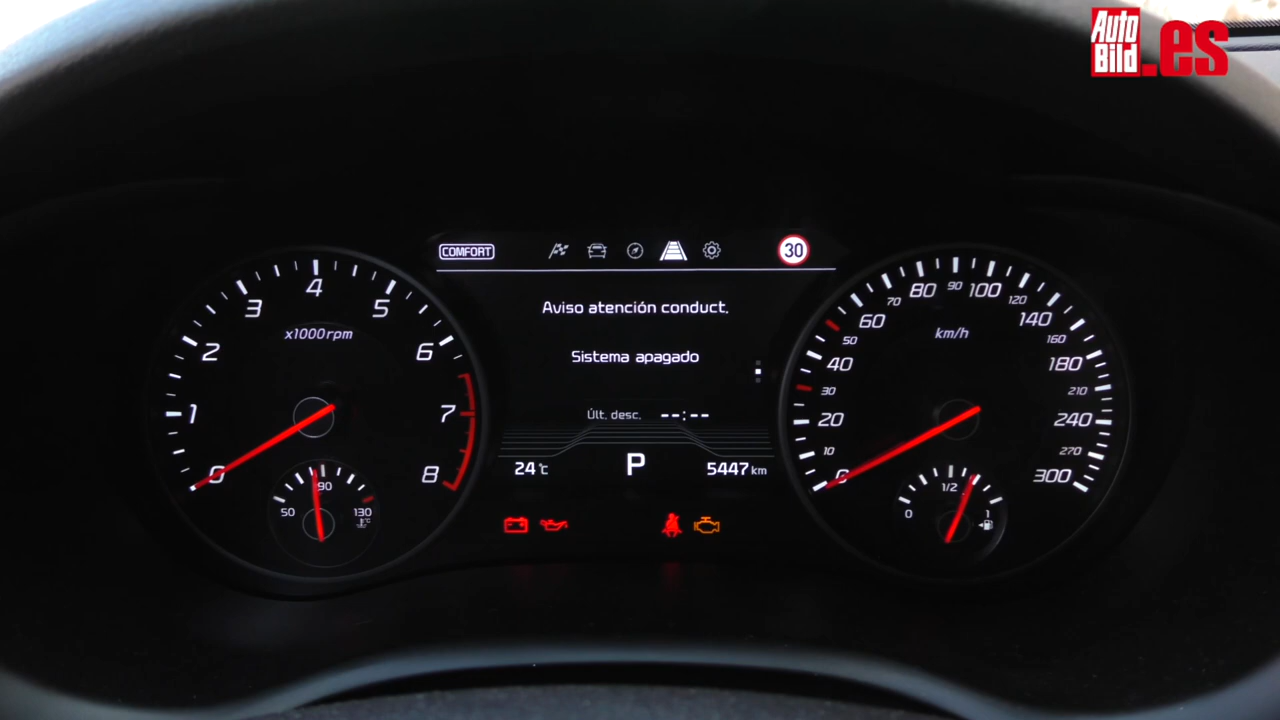 Auto
Bild
.es
COMFORT
30
Aviso atención conduct.
Sistema apagado
Últ. desc. --:--
24°c
P
5447 km
0
1
2
3
4
5
6
7
8
x1000rpm
50
90
130
°C
0
10
20
30
40
50
60
70
80
90
100
120
140
160
180
210
240
270
300
km/h
0
1/2
1